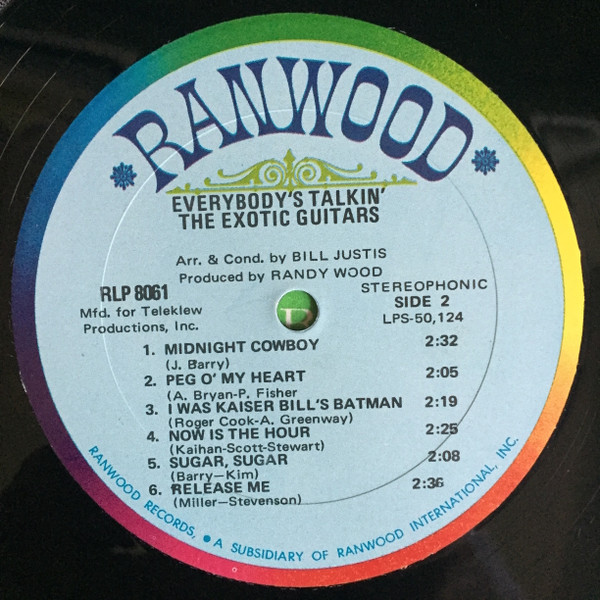 RANWOOD
EVERYBODY'S TALKIN'
THE EXOTIC GUITARS
Arr. & Cond. by BILL JUSTIS
Produced by RANDY WOOD
RLP 8061
Mfd. for Teleklew
Productions, Inc.
STEREOPHONIC
SIDE 2
LPS-50,124
1. MIDNIGHT COWBOY 2:32
(J. Barry)
2. PEG O' MY HEART 2:05
(A. Bryan-P. Fisher
3. I WAS KAISER BILL'S BATMAN 2:19
(Roger Cook-A. Greenway)
4. NOW IS THE HOUR 2:25
(Kaihan-Scott-Stewart)
5. SUGAR, SUGAR 2:08
(Barry—Kim)
6. RELEASE ME 2:36
(Miller—Stevenson)
RANWOOD RECORDS, • A SUBSIDIARY OF RANWOOD INTERNATIONAL, INC.